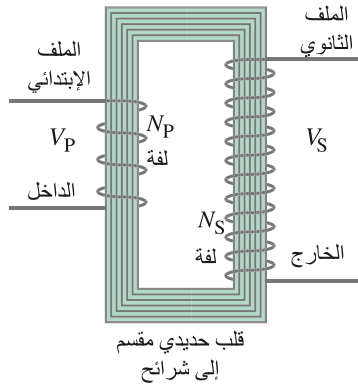 الملف
الثانوي
الملف
الإبتدائي
N_P
لفة
V_P
V_S
الداخل
N_S
لفة
الخارج
قلب حديدي مقسم
إلى شرائح